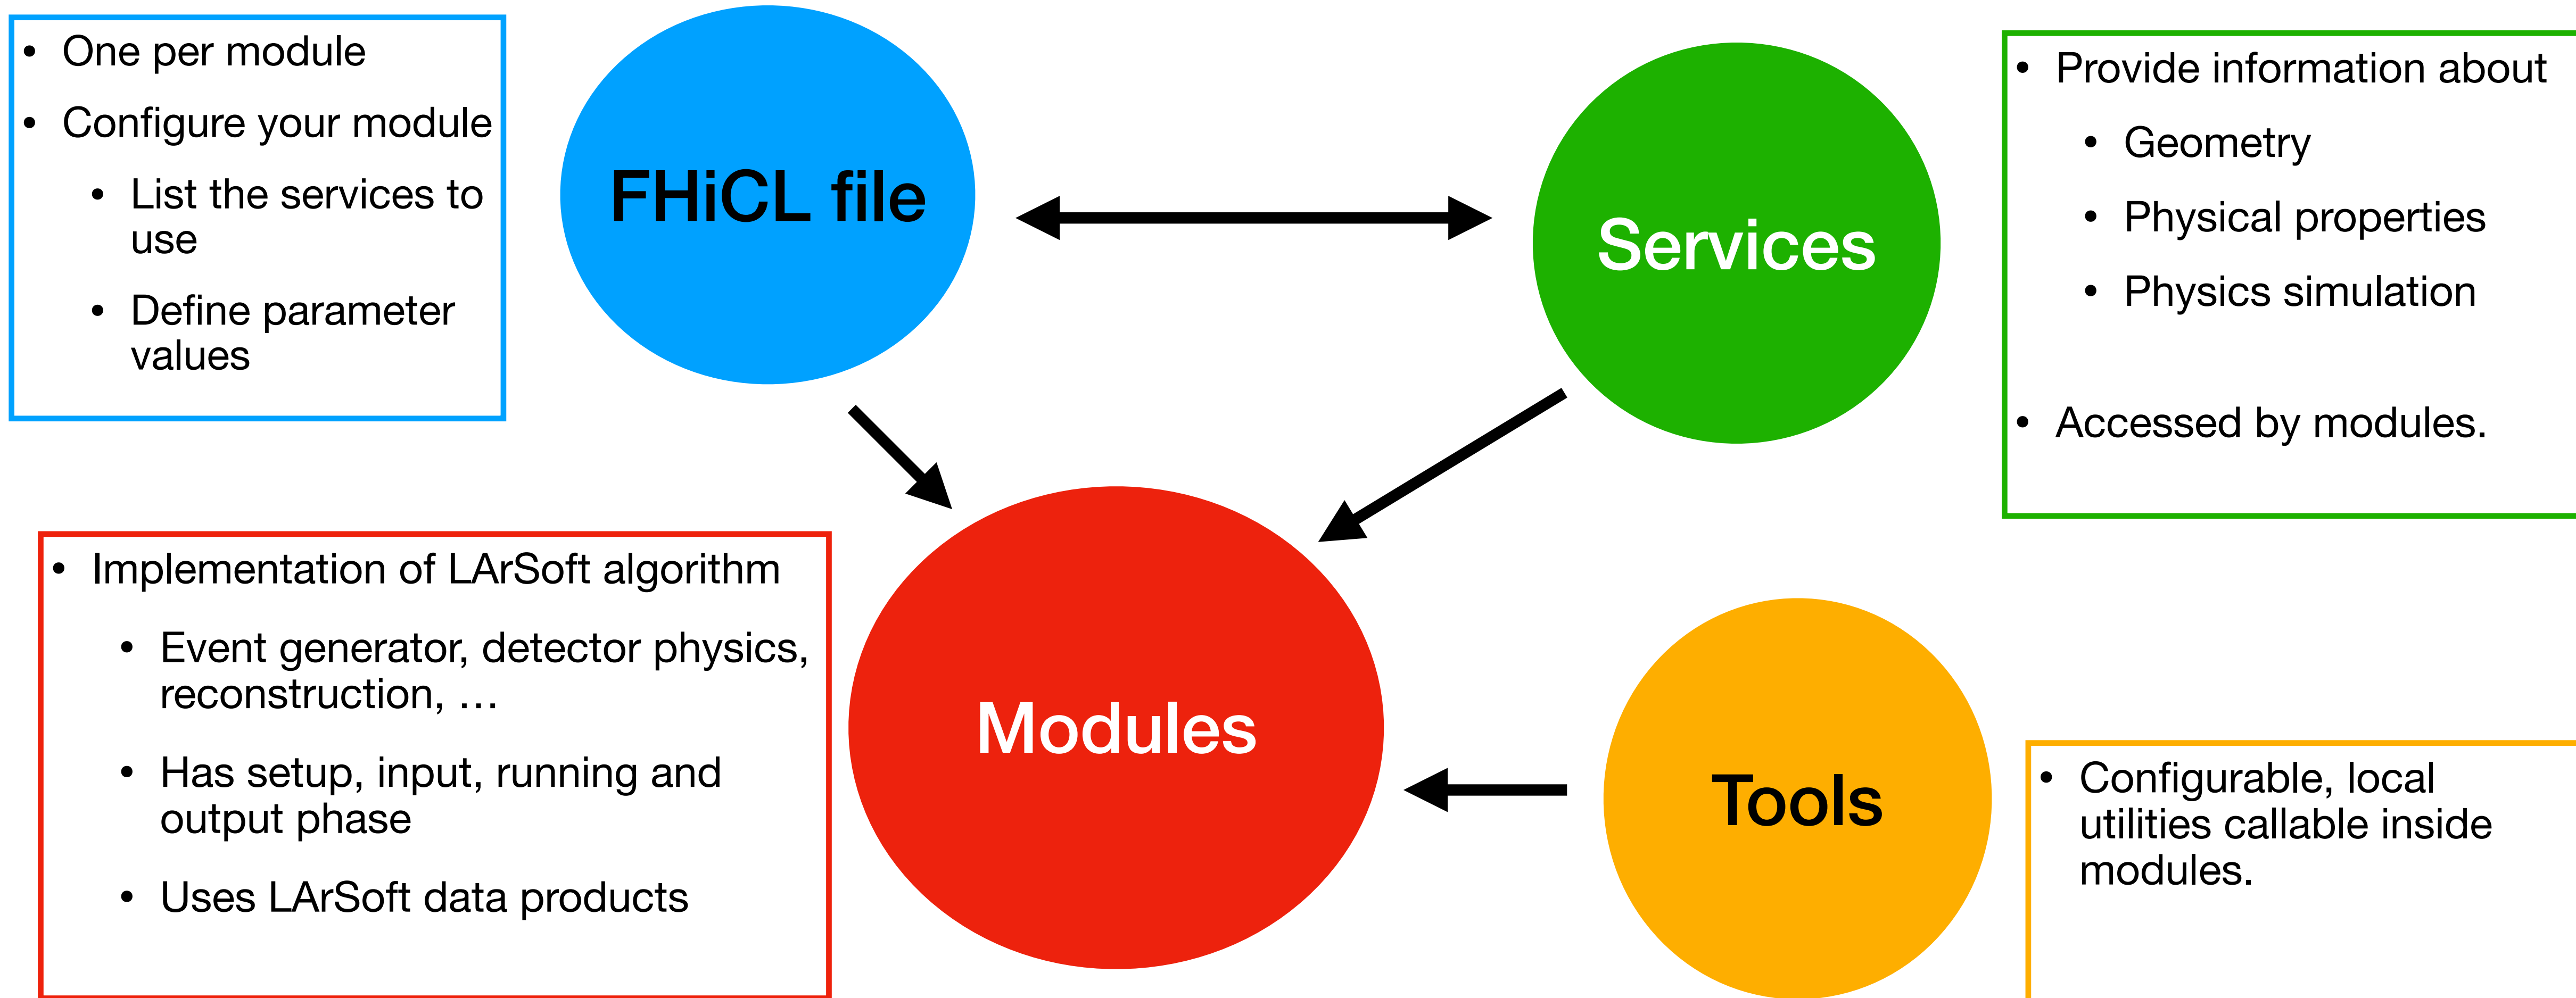 • One per module
• Configure your module
• List the services to
use
• Define parameter
values
FHiCL file
Services
• Provide information about
• Geometry
• Physical properties
• Physics simulation
• Accessed by modules.
• Implementation of LArSoft algorithm
• Event generator, detector physics,
reconstruction, …
• Has setup, input, running and
output phase
• Uses LArSoft data products
Modules
Tools
• Configurable, local
utilities callable inside
modules.